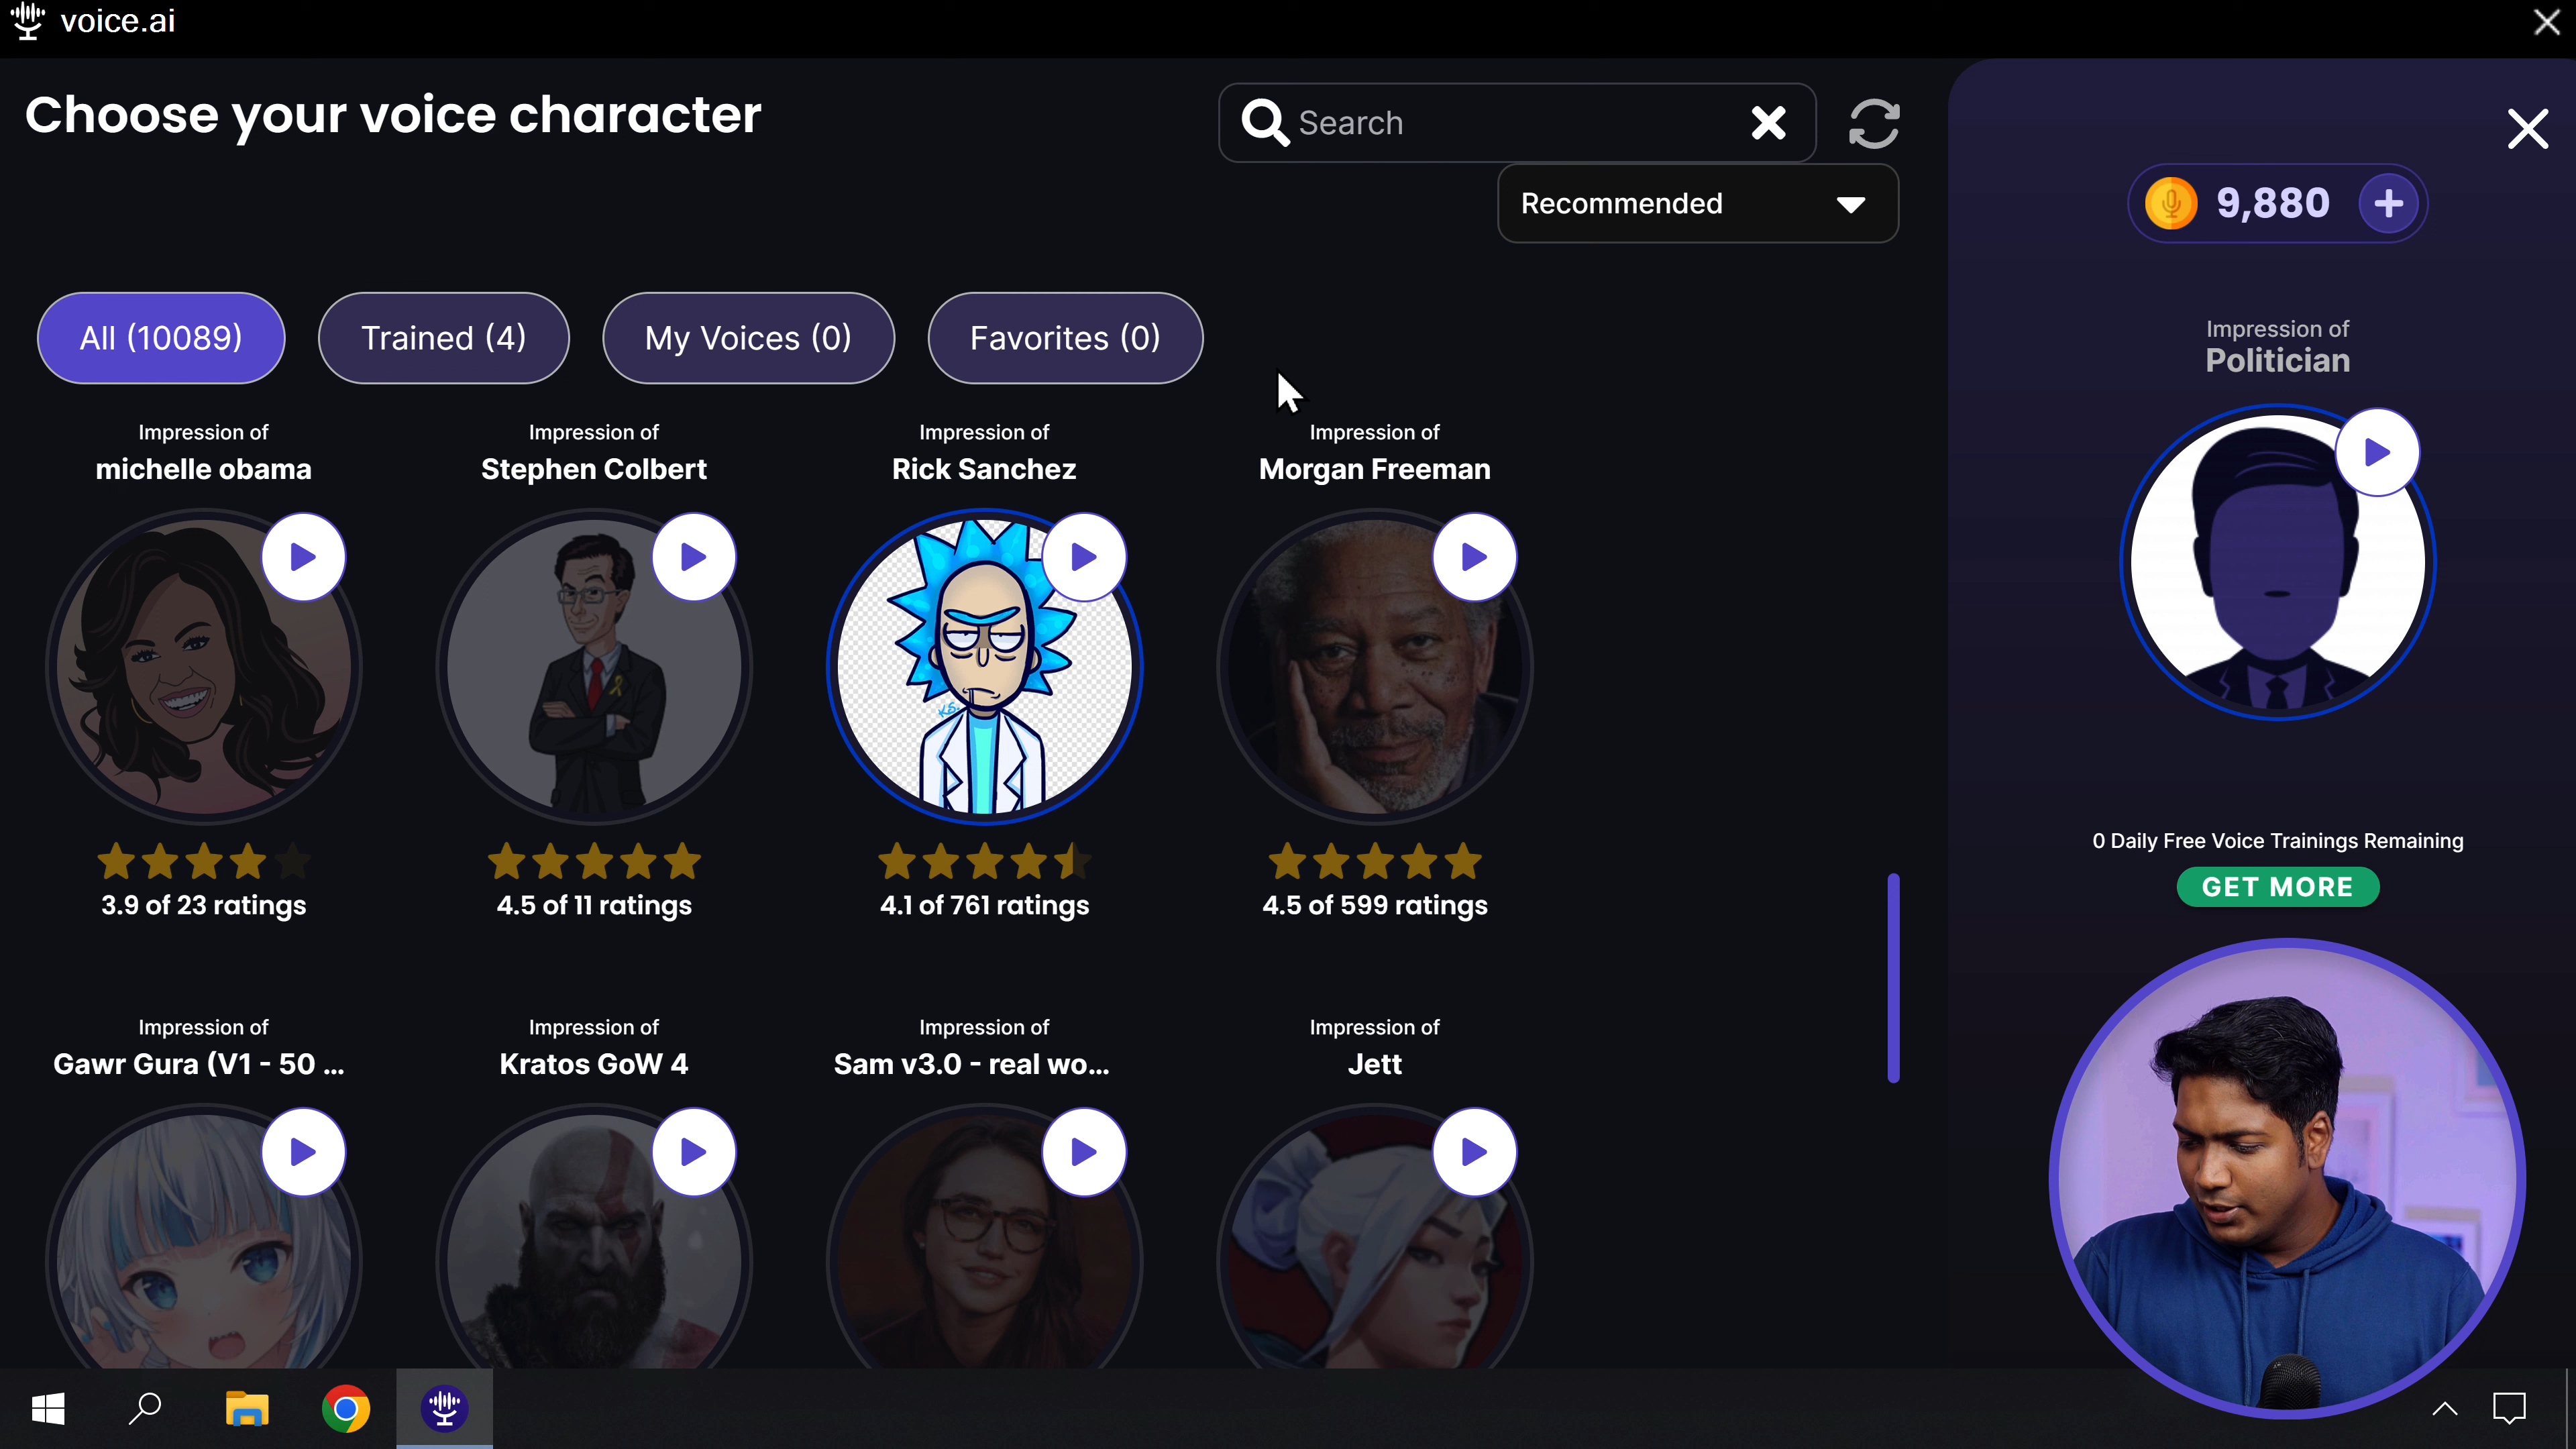 voice.ai
Choose your voice character
Search
Recommended
9,880
All (10089)
Trained (4)
My Voices (0)
Favorites (0)
Impression of
michelle obama
3.9 of 23 ratings
Impression of
Stephen Colbert
4.5 of 11 ratings
Impression of
Rick Sanchez
KS.
4.1 of 761 ratings
Impression of
Morgan Freeman
4.5 of 599 ratings
Impression of
Gawr Gura (V1 - 50 ...
Impression of
Kratos GoW 4
Impression of
Sam v3.0 - real wo...
Impression of
Jett
Impression of
Politician
0 Daily Free Voice Trainings Remaining
GET MORE